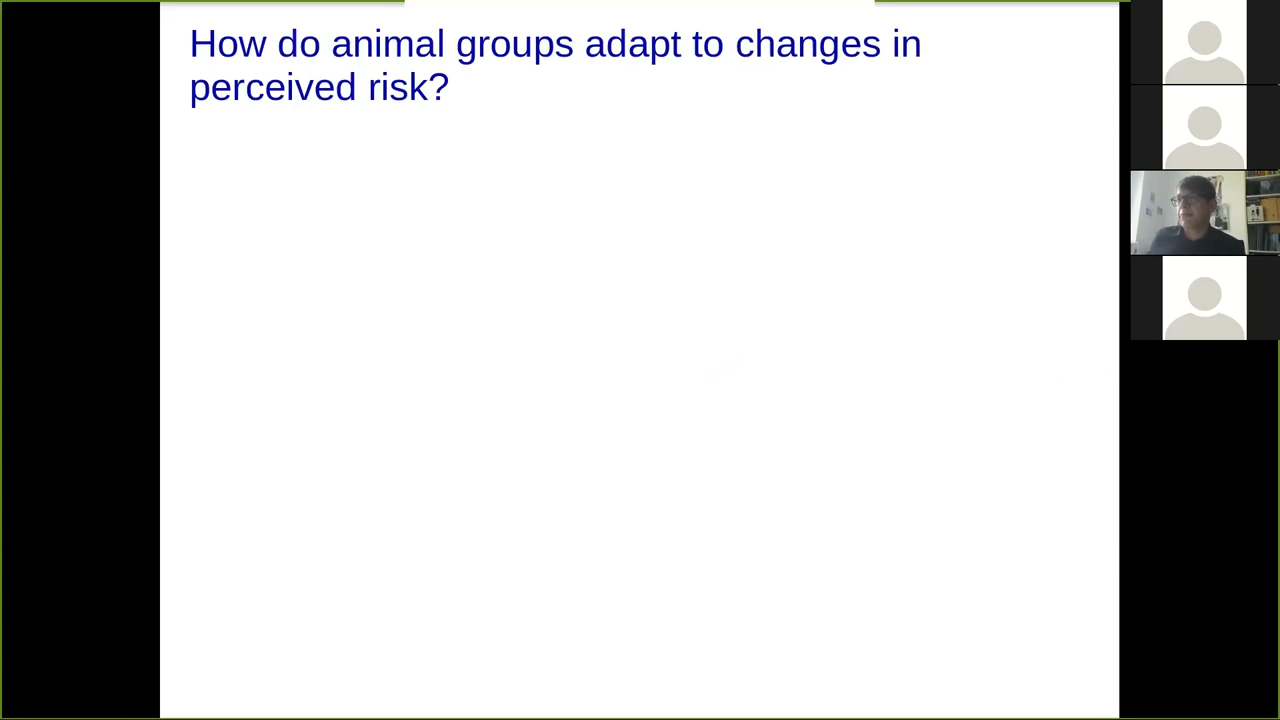 How do animal groups adapt to changes in
perceived risk?